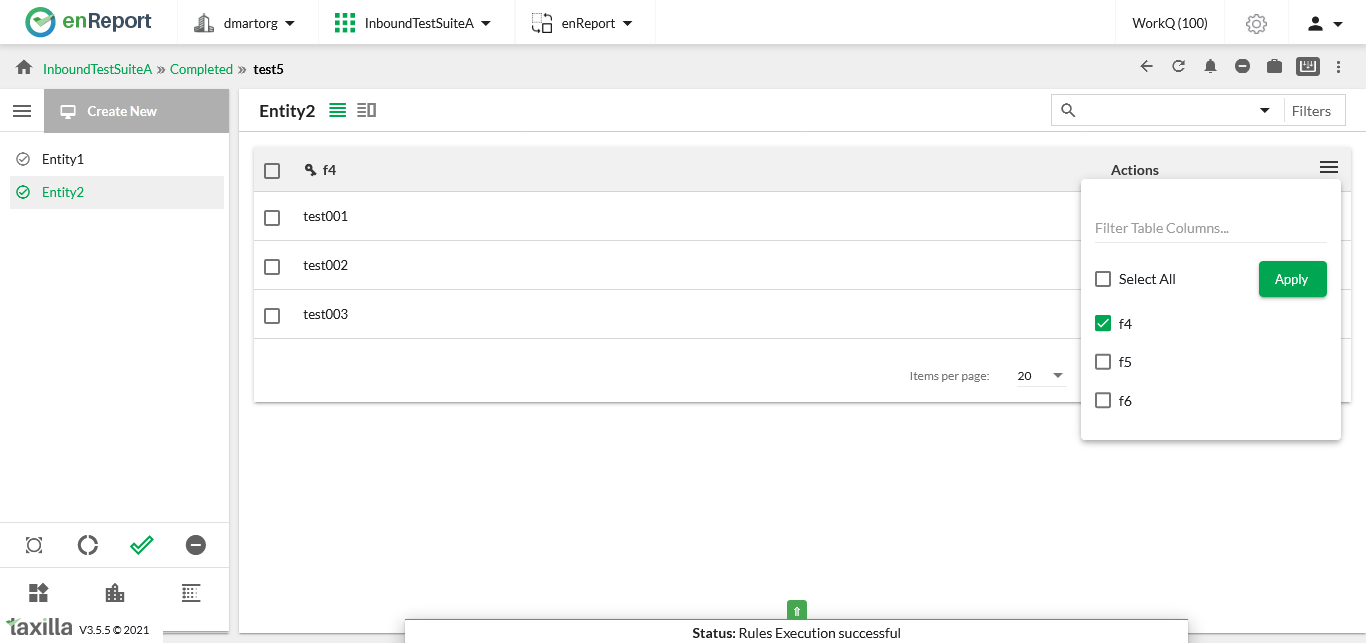 enReport dmartorg InboundTestSuiteA enReport WorkQ (100)
InboundTestSuiteA » Completed » test5
Create New
Entity1
Entity2
Entity2 Filters
f4 Actions
test001
test002
test003
Items per page: 20
Filter Table Columns...
Select All Apply
f4
f5
f6
taxilla V3.5.5 © 2021
Status: Rules Execution successful